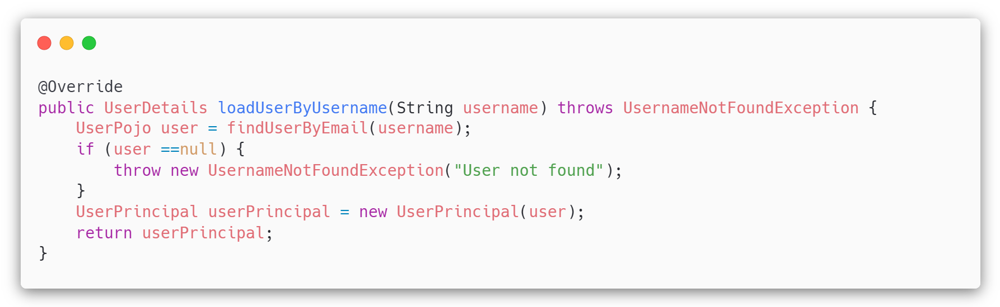 @Override
public UserDetails loadUserByUsername(String username) throws UsernameNotFoundException {
    UserPojo user = findUserByEmail(username);
    if (user ==null) {
        throw new UsernameNotFoundException("User not found");
    }
    UserPrincipal userPrincipal = new UserPrincipal(user);
    return userPrincipal;
}